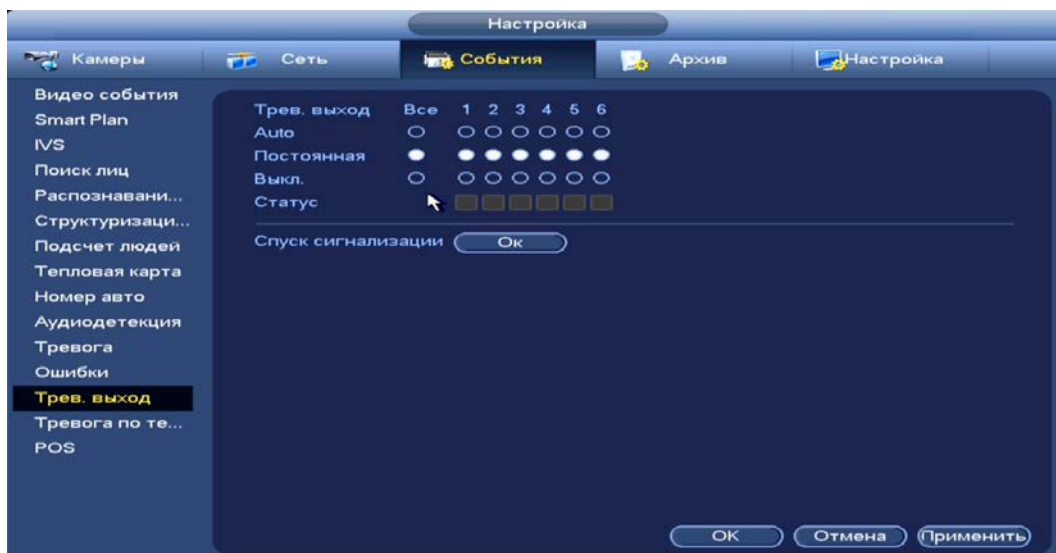 Настройка
Камеры Сеть События Архив Настройка
Видео события
Smart Plan
IVS
Поиск лиц
Распознавани...
Структуризаци...
Подсчет людей
Тепловая карта
Номер авто
Аудиодетекция
Тревога
Ошибки
Трев. выход
Тревога по те...
POS
Трев. выход Все 1 2 3 4 5 6
Auto
Постоянная
Выкл.
Статус
Спуск сигнализации Ок
OK Отмена Применить